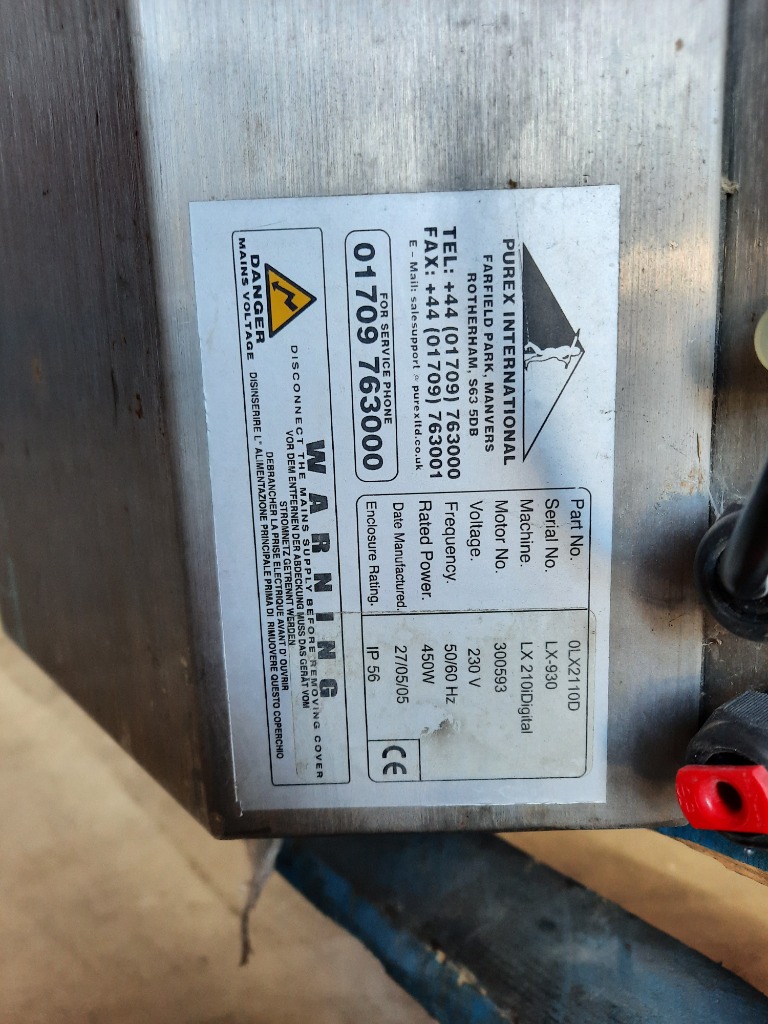 PUREX INTERNATIONAL
FARFIELD PARK, MANVERS
ROTHERHAM, S63 5DB
TEL: +44 (01709) 763000
FAX: +44 (01709) 763001
E - Mail: salesupport @ purexltd.co.uk
FOR SERVICE PHONE
01709 763000
Part No. 0LX2110D
Serial No. LX-930
Machine. LX 210iDigital
Motor No. 300593
Voltage. 230 V
Frequency. 50/60 Hz
Rated Power. 450W
Date Manufactured. 27/05/05
Enclosure Rating. IP 56
CE
DANGER
MAINS VOLTAGE
WARNING
DISCONNECT THE MAINS SUPPLY BEFORE REMOVING COVER
VOR DEM ENTFERNEN DER ABDECKUNG MUSS DAS GERÄT VOM
STROMNETZ GETRENNT WERDEN
DEBRANCHER LA PRISE ELECTRIQUE AVANT D' OUVRIR
DISINSERIRE L' ALIMENTAZIONE PRINCIPALE PRIMA DI RIMUOVERE QUESTO COPERCHIO